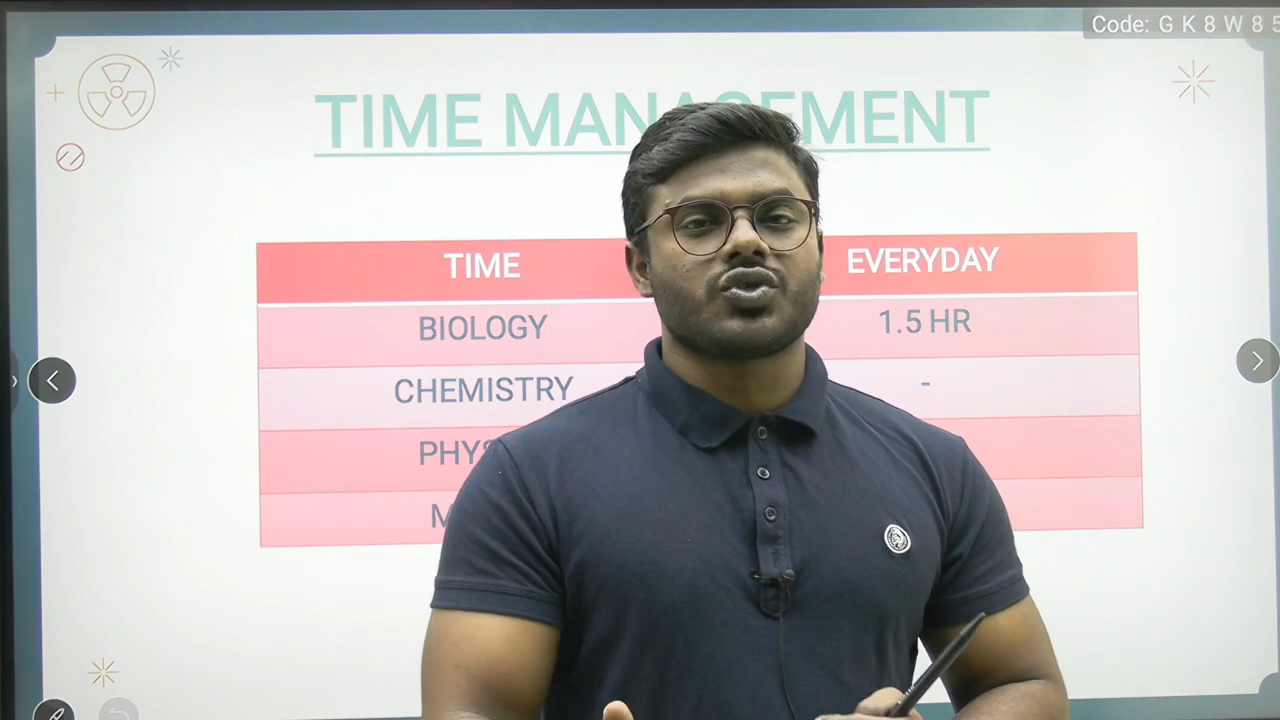 Code: G K 8 W 8 5
TIME MANAGEMENT
TIME EVERYDAY
BIOLOGY 1.5 HR
CHEMISTRY -